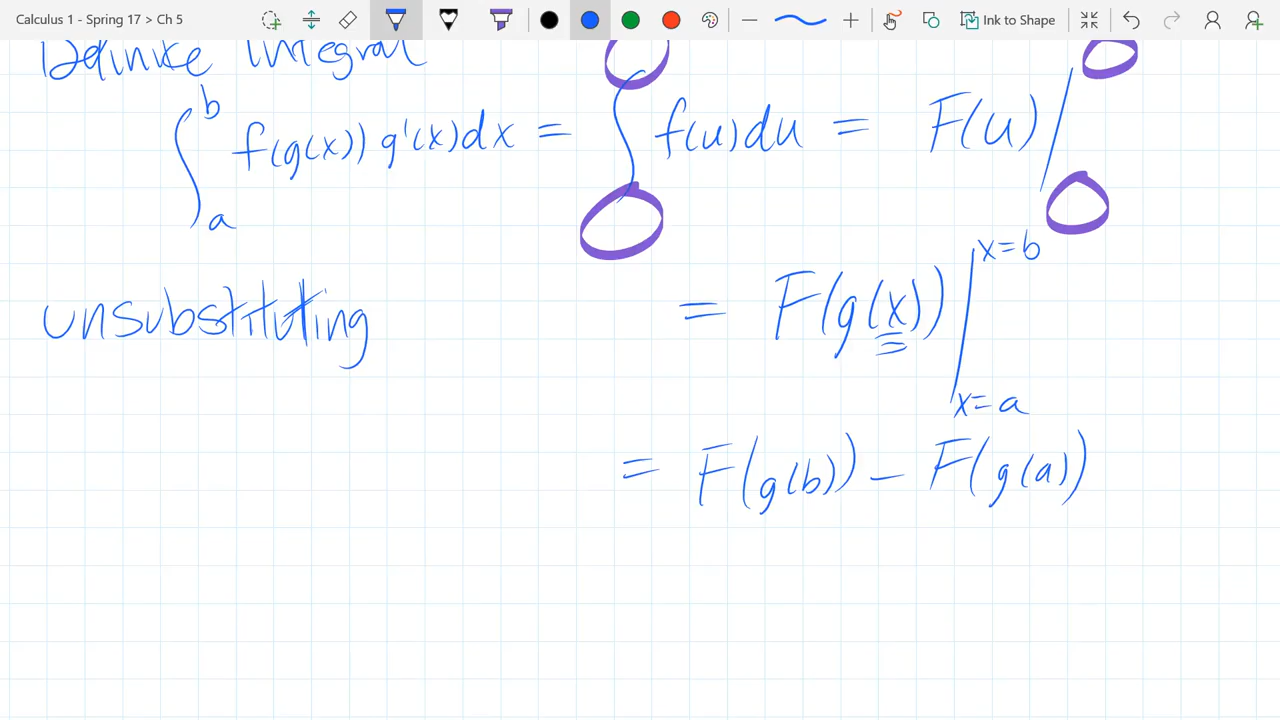 Calculus 1 - Spring 17 > Ch 5
Ink to Shape
Definite Integral
∫_a^b f(g(x)) g'(x)dx = ∫ f(u)du = F(u)|
unsubstituting
= F(g(x))|_{x=a}^{x=b}
= F(g(b)) - F(g(a))